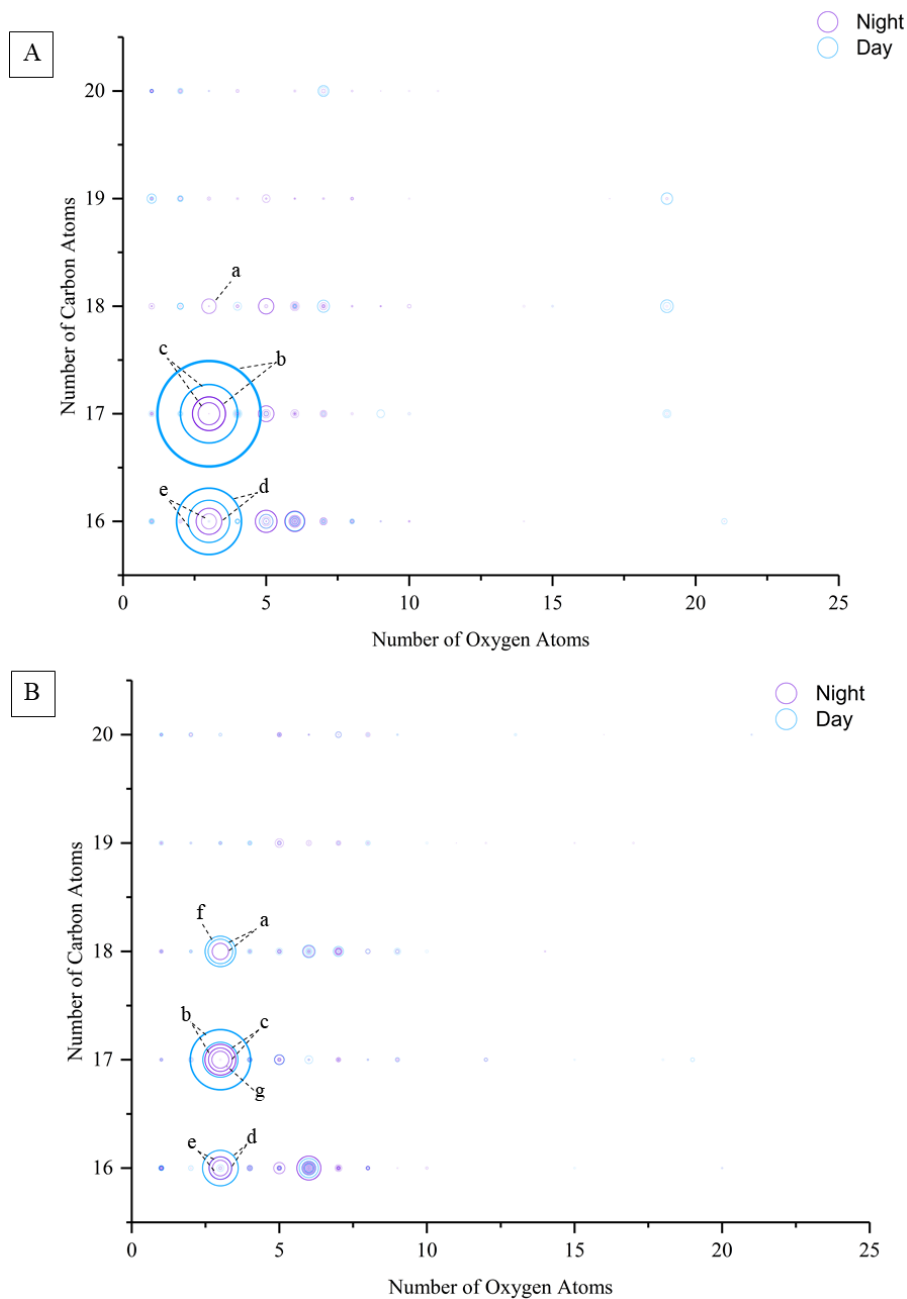 A
Night
Day
20
19
18
17
16
a
c
b
e
d
0
5
10
15
20
25
Number of Carbon Atoms
Number of Oxygen Atoms
B
Night
Day
20
19
18
17
16
f
a
b
c
g
e
d
0
5
10
15
20
25
Number of Carbon Atoms
Number of Oxygen Atoms